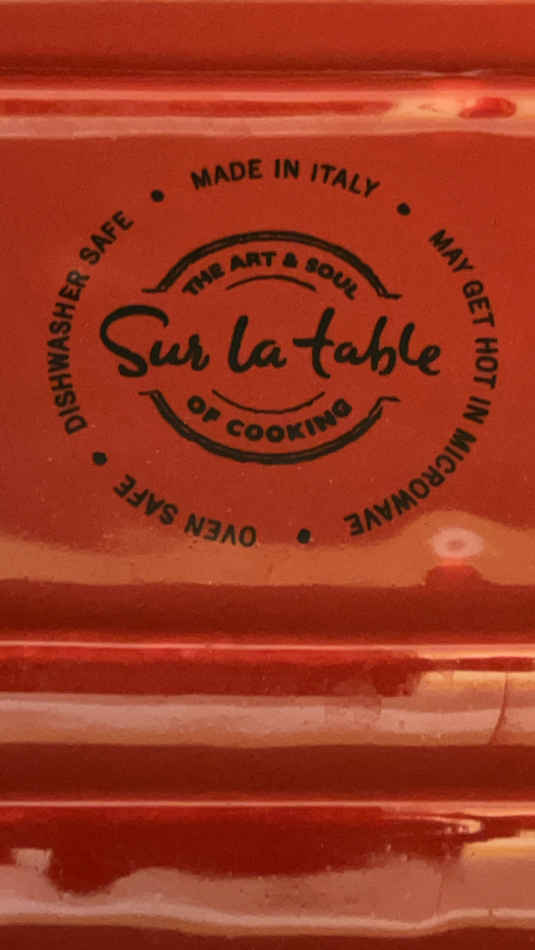 MADE IN ITALY • MAY GET HOT IN MICROWAVE • OVEN SAFE • DISHWASHER SAFE •
THE ART & SOUL
Sur la table
OF COOKING